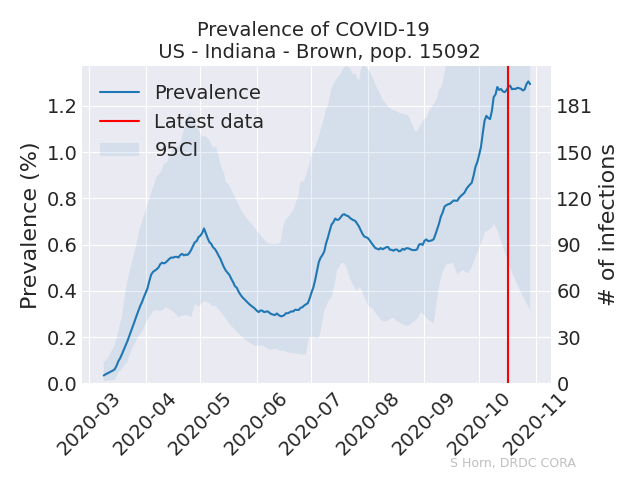 Prevalence of COVID-19
US - Indiana - Brown, pop. 15092
Prevalence
Latest data
95CI
Prevalence (%)
1.2
1.0
0.8
0.6
0.4
0.2
0.0
181
150
120
90
60
30
0
# of infections
2020-03
2020-04
2020-05
2020-06
2020-07
2020-08
2020-09
2020-10
2020-11
S Horn, DRDC CORA